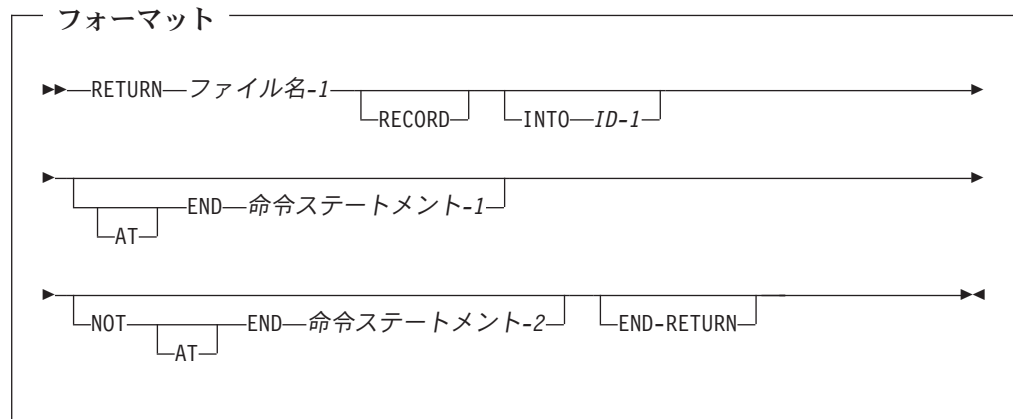 フォーマット
RETURN ファイル名-1
RECORD
INTO ID-1
END 命令ステートメント-1
AT
NOT END 命令ステートメント-2 END-RETURN
AT